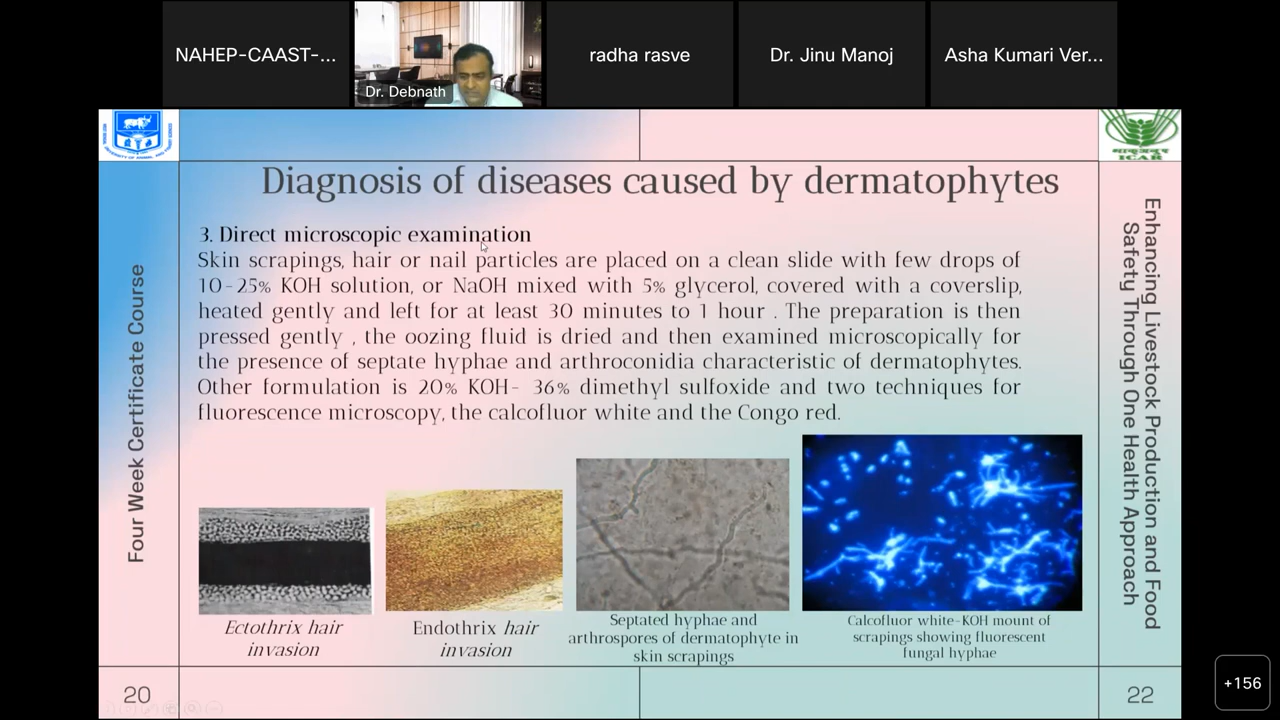 NAHEP-CAAST-...
Dr. Debnath
radha rasve
Dr. Jinu Manoj
Asha Kumari Ver...
ICAR
Diagnosis of diseases caused by dermatophytes
3. Direct microscopic examination
Skin scrapings, hair or nail particles are placed on a clean slide with few drops of
10-25% KOH solution, or NaOH mixed with 5% glycerol, covered with a coverslip,
heated gently and left for at least 30 minutes to 1 hour . The preparation is then
pressed gently , the oozing fluid is dried and then examined microscopically for
the presence of septate hyphae and arthroconidia characteristic of dermatophytes.
Other formulation is 20% KOH- 36% dimethyl sulfoxide and two techniques for
fluorescence microscopy, the calcofluor white and the Congo red.
Ectothrix hair
invasion
Endothrix hair
invasion
Septated hyphae and
arthrospores of dermatophyte in
skin scrapings
Calcofluor white-KOH mount of
scrapings showing fluorescent
fungal hyphae
Four Week Certificate Course
Enhancing Livestock Production and Food
Safety Through One Health Approach
20
22
+156